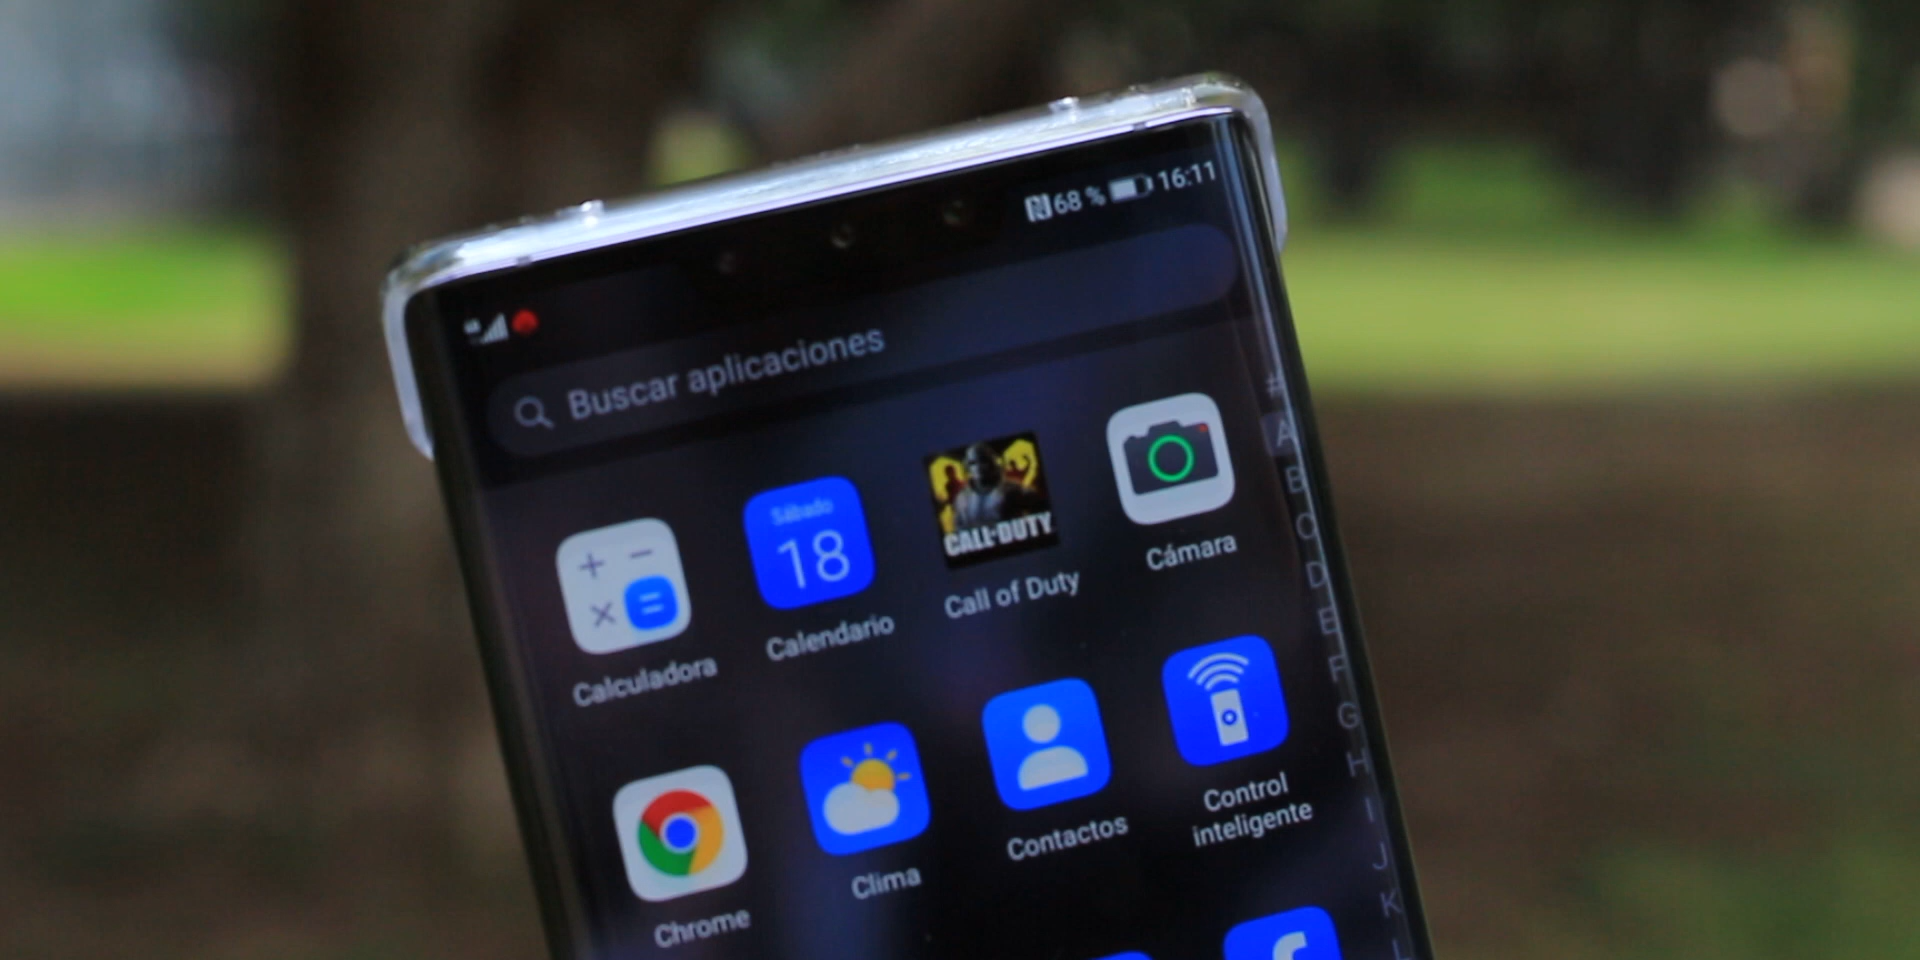 68 % 16:11
Buscar aplicaciones
Sábado
18
CALL OF DUTY
Calculadora
Calendario
Call of Duty
Cámara
Chrome
Clima
Contactos
Control
inteligente
#
A
B
C
D
E
F
G
H
I
J
K
L